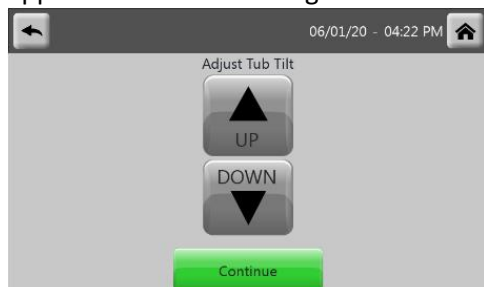 06/01/20 - 04:22 PM
Adjust Tub Tilt
UP
DOWN
Continue